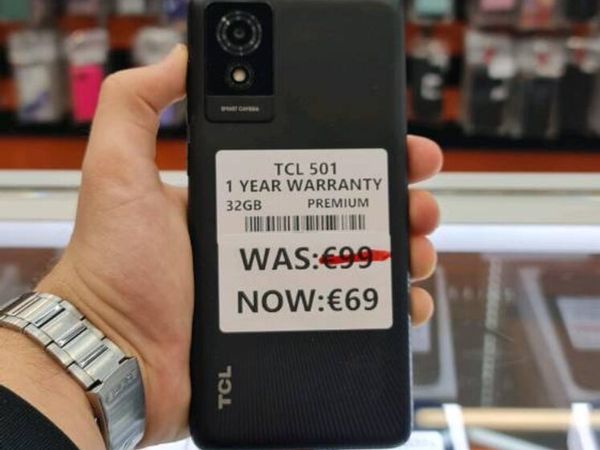 SMART CAMERA
TCL 501
1 YEAR WARRANTY
32GB PREMIUM
WAS:€99
NOW:€69
TCL